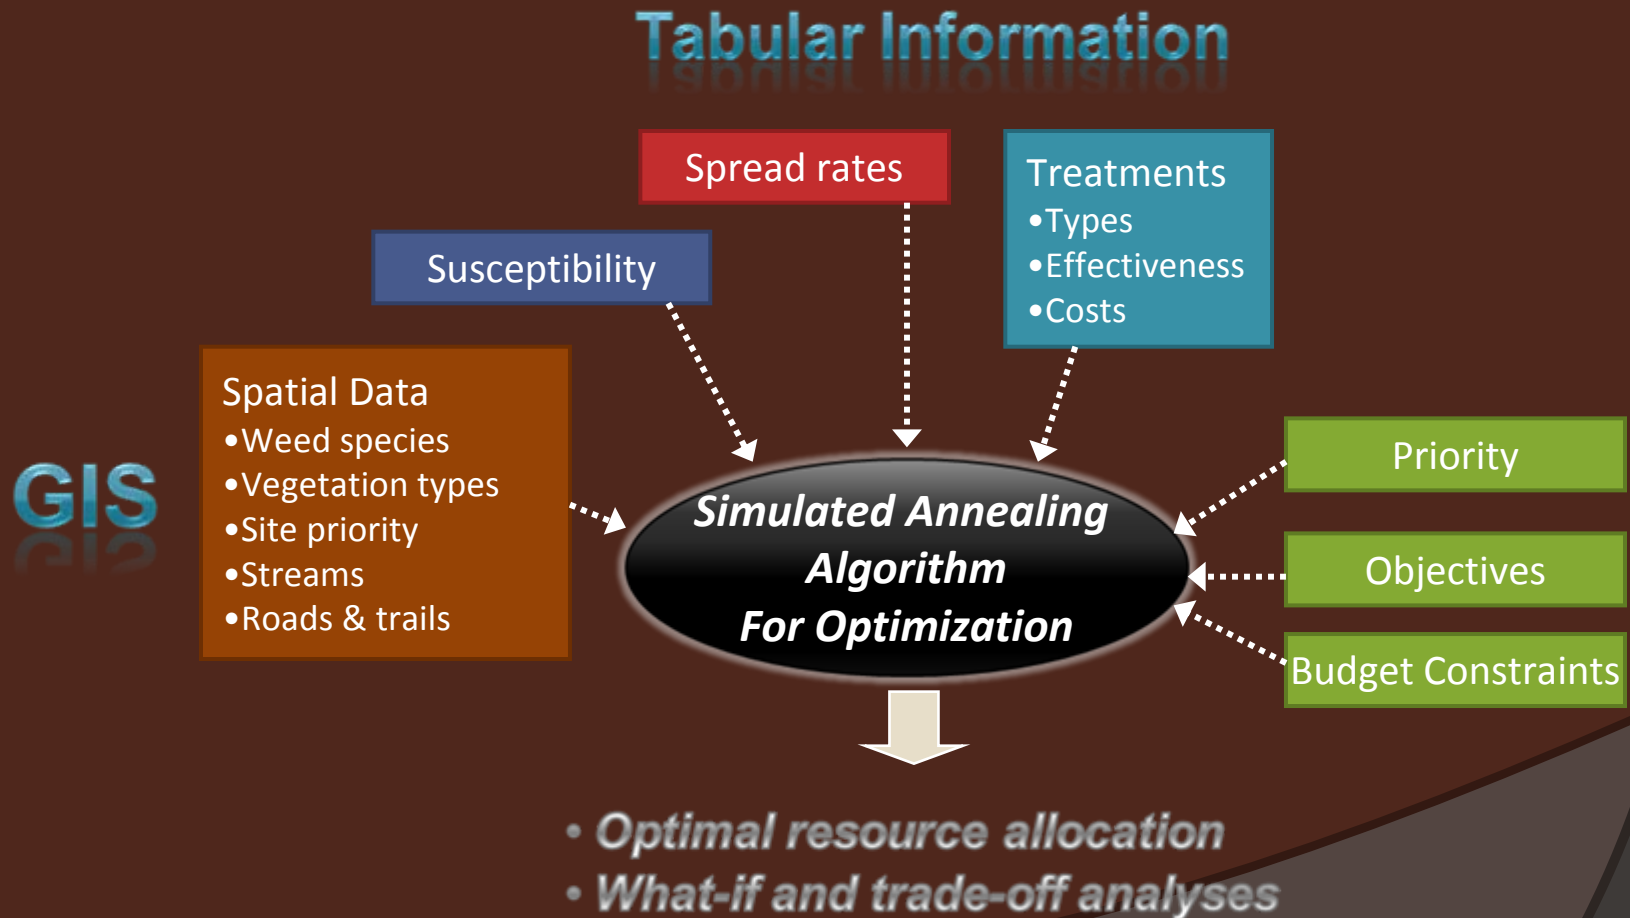 Tabular Information
Spread rates
Treatments
•Types
•Effectiveness
•Costs
Susceptibility
GIS
Spatial Data
•Weed species
•Vegetation types
•Site priority
•Streams
•Roads & trails
Simulated Annealing
Algorithm
For Optimization
Priority
Objectives
Budget Constraints
• Optimal resource allocation
• What-if and trade-off analyses